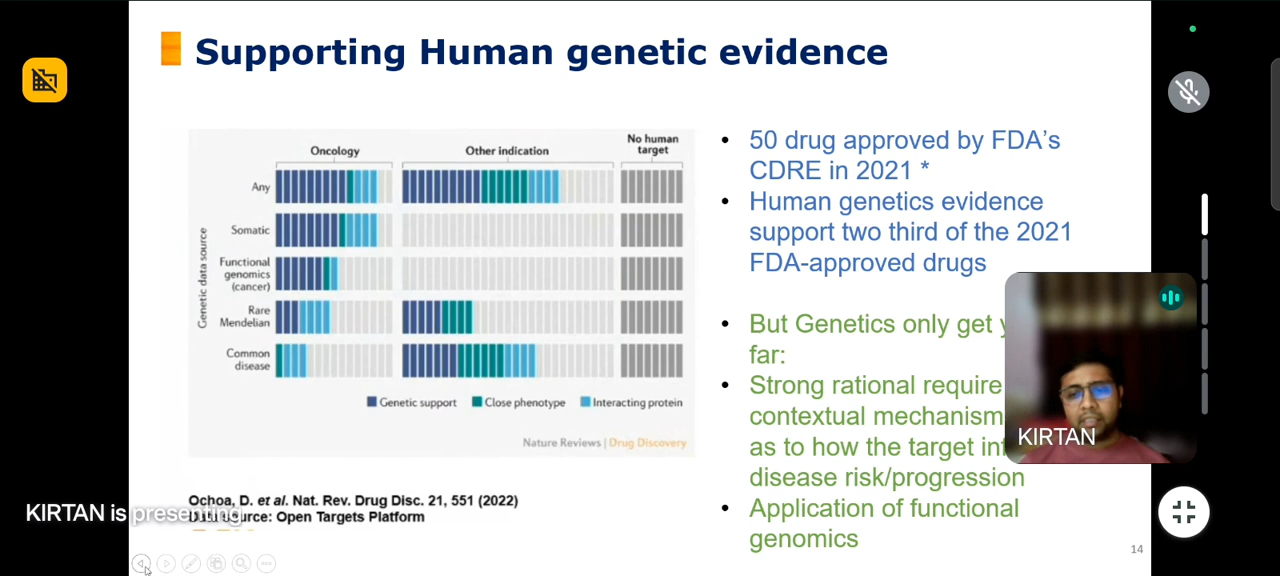 Supporting Human genetic evidence
Oncology
Other indication
No human
target
Any
Somatic
Functional
genomics
(cancer)
Rare
Mendelian
Common
disease
Genetic data source
Genetic support
Close phenotype
Interacting protein
Nature Reviews | Drug Discovery
Ochoa, D. et al. Nat. Rev. Drug Disc. 21, 551 (2022)
Source: Open Targets Platform
KIRTAN is presenting
• 50 drug approved by FDA's
CDRE in 2021 *
• Human genetics evidence
support two third of the 2021
FDA-approved drugs
• But Genetics only get
far:
• Strong rational require
contextual mechanism
as to how the target
disease risk/progression
• Application of functional
genomics
KIRTAN
14